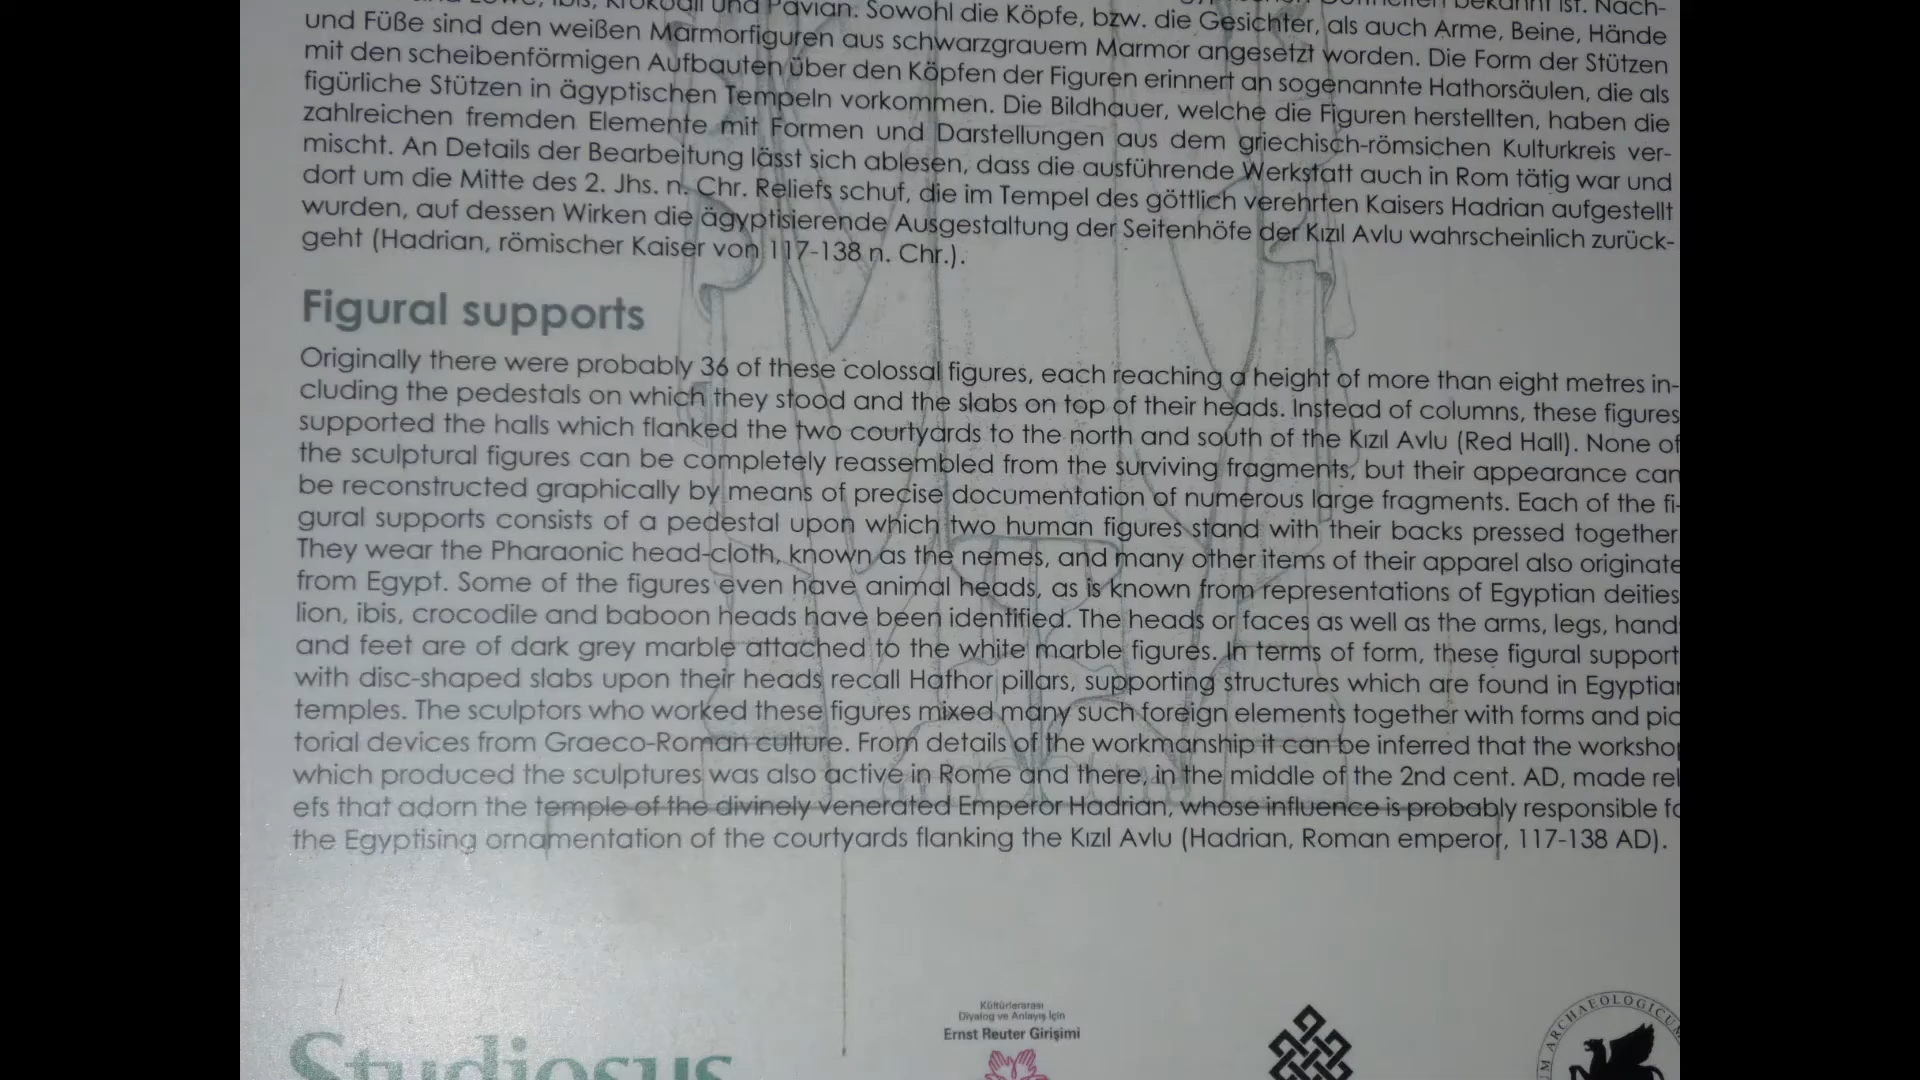 Krokodil und Pavian. Sowohl die Köpfe, bzw. die Gesichter, als auch Arme, Beine, Hände
und Füße sind den weißen Marmorfiguren aus schwarzgrauem Marmor angesetzt worden. Die Form der Stützen
mit den scheibenförmigen Aufbauten über den Köpfen der Figuren erinnert an sogenannte Hathorsäulen, die als
figürliche Stützen in ägyptischen Tempeln vorkommen. Die Bildhauer, welche die Figuren herstellten, haben die
zahlreichen fremden Elemente mit Formen und Darstellungen aus dem griechisch-römsichen Kulturkreis ver-
mischt. An Details der Bearbeitung lässt sich ablesen, dass die ausführende Werkstatt auch in Rom tätig war und
dort um die Mitte des 2. Jhs. n. Chr. Reliefs schuf, die im Tempel des göttlich verehrten Kaisers Hadrian aufgestellt
wurden, auf dessen Wirken die ägyptisierende Ausgestaltung der Seitenhöfe der Kızıl Avlu wahrscheinlich zurück-
geht (Hadrian, römischer Kaiser von 117-138 n. Chr.).
Figural supports
Originally there were probably 36 of these colossal figures, each reaching a height of more than eight metres in-
cluding the pedestals on which they stood and the slabs on top of their heads. Instead of columns, these figures
supported the halls which flanked the two courtyards to the north and south of the Kızıl Avlu (Red Hall). None of
the sculptural figures can be completely reassembled from the surviving fragments, but their appearance can
be reconstructed graphically by means of precise documentation of numerous large fragments. Each of the fi-
gural supports consists of a pedestal upon which two human figures stand with their backs pressed together
They wear the Pharaonic head-cloth, known as the nemes, and many other items of their apparel also originate
from Egypt. Some of the figures even have animal heads, as is known from representations of Egyptian deities
lion, ibis, crocodile and baboon heads have been identified. The heads or faces as well as the arms, legs, hand
and feet are of dark grey marble attached to the white marble figures. In terms of form, these figural support
with disc-shaped slabs upon their heads recall Hathor pillars, supporting structures which are found in Egyptian
temples. The sculptors who worked these figures mixed many such foreign elements together with forms and pic
torial devices from Graeco-Roman culture. From details of the workmanship it can be inferred that the workshop
which produced the sculptures was also active in Rome and there, in the middle of the 2nd cent. AD, made rel
efs that adorn the temple of the divinely venerated Emperor Hadrian, whose influence is probably responsible fo
the Egyptising ornamentation of the courtyards flanking the Kızıl Avlu (Hadrian, Roman emperor, 117-138 AD).
Kültürlerarası
Diyalog ve Anlayış İçin
Ernst Reuter Girişimi
Studiosus
ARCHAEOLOGICUM